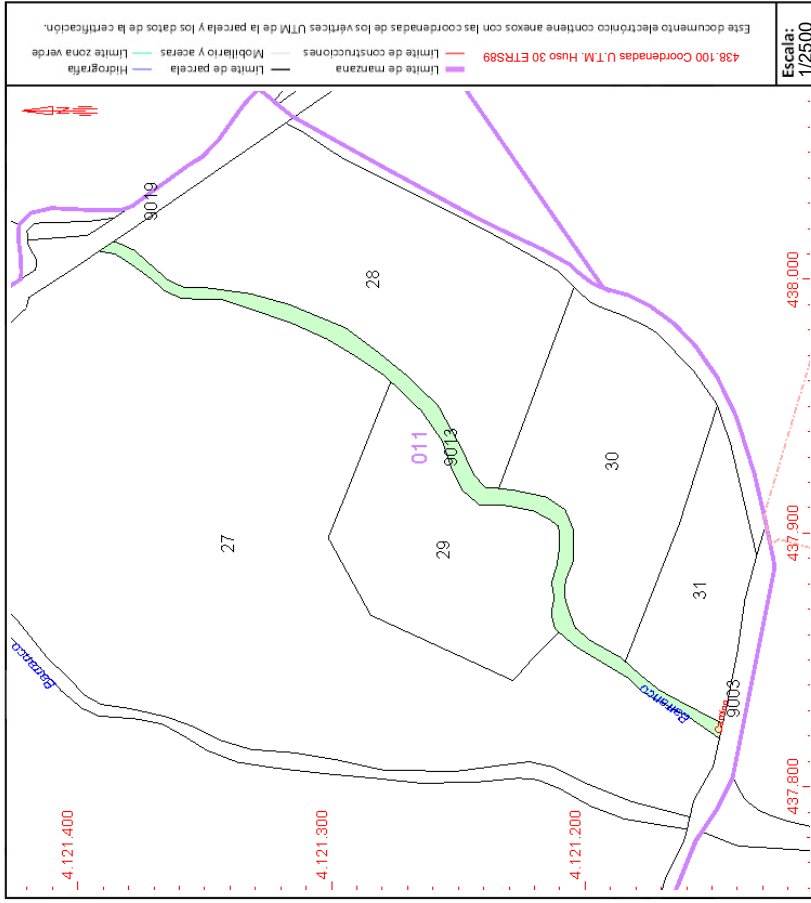 Este documento electrónico contiene anexos con las coordenadas de los vértices UTM de la parcela y los datos de la certificación.
438.100 Coordenadas U.T.M. Huso 30 ETRS89
Límite de manzana
Límite de construcciones
Límite de parcela
Mobiliario y aceras
Límite zona verde
Hidrografía
Escala:
1/2500
9019
28
438.000
011
9013
30
27
29
437.900
31
Barranco
Barranco
9003
Camino
437.800
4.121.400
4.121.300
4.121.200